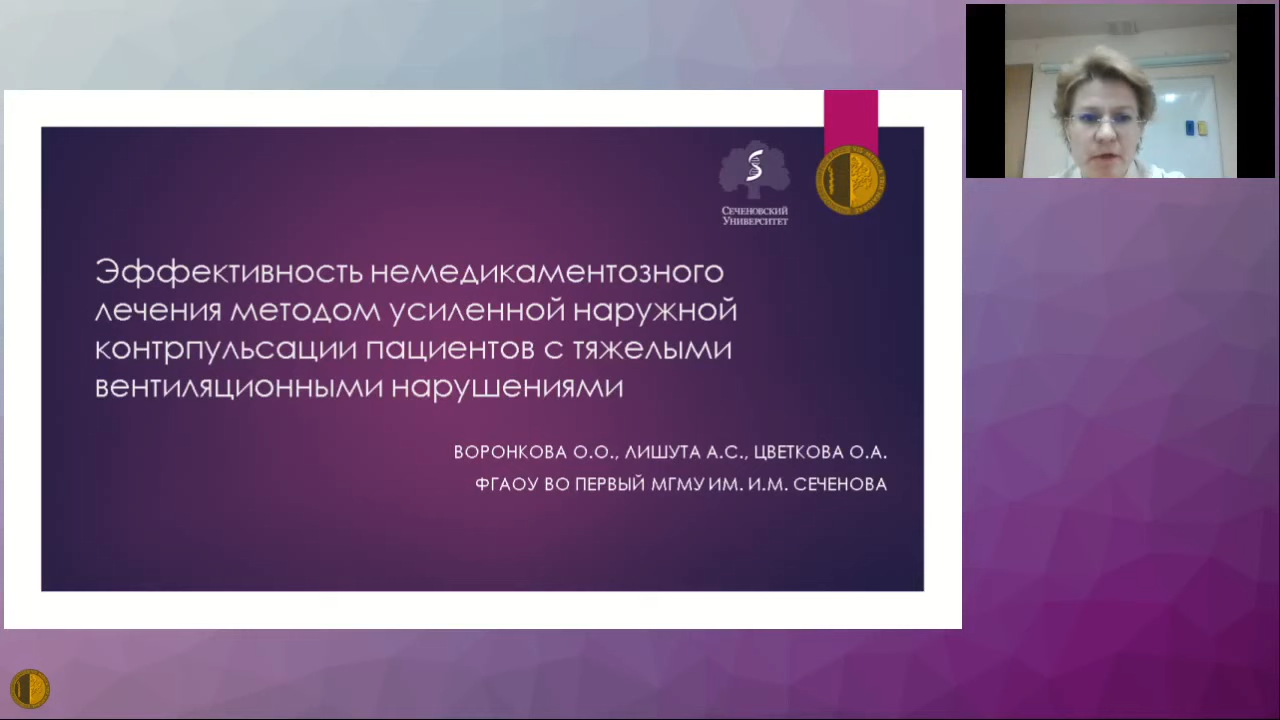 СЕЧЕНОВСКИЙ
УНИВЕРСИТЕТ
Эффективность немедикаментозного
лечения методом усиленной наружной
контрпульсации пациентов с тяжелыми
вентиляционными нарушениями
ВОРОНКОВА О.О., ЛИШУТА А.С., ЦВЕТКОВА О.А.
ФГАОУ ВО ПЕРВЫЙ МГМУ ИМ. И.М. СЕЧЕНОВА